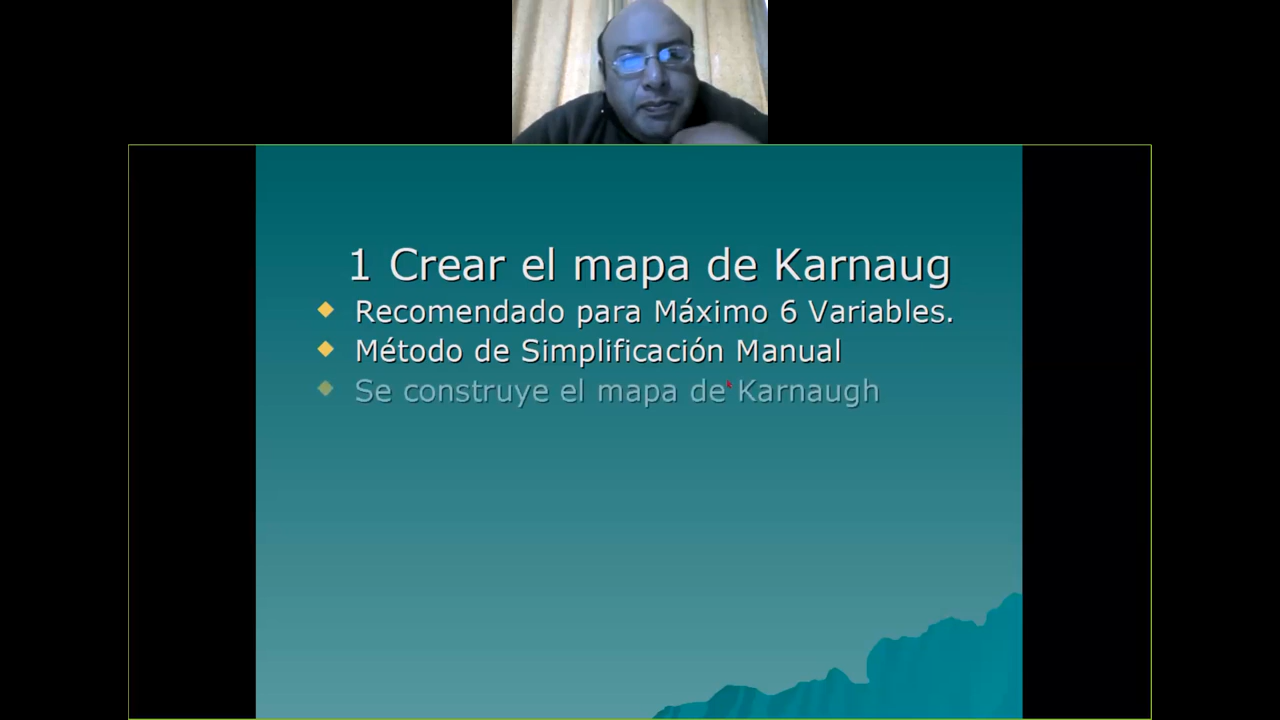 1 Crear el mapa de Karnaug
Recomendado para Máximo 6 Variables.
Método de Simplificación Manual
Se construye el mapa de Karnaugh